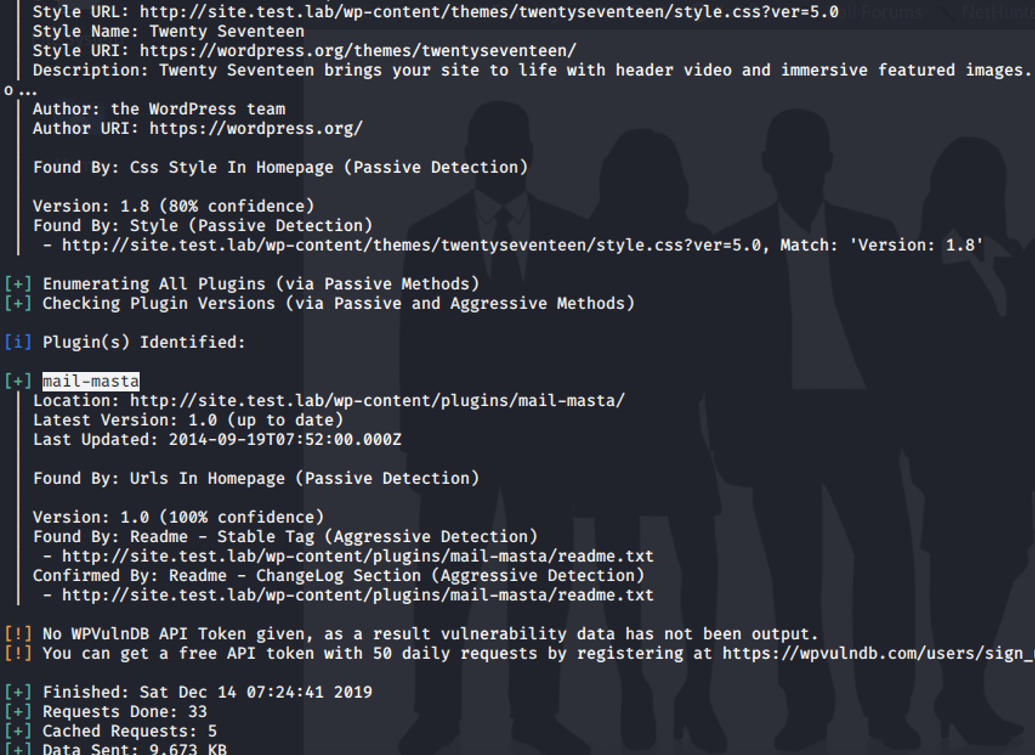 | Style URL: http://site.test.lab/wp-content/themes/twentyseventeen/style.css?ver=5.0
| Style Name: Twenty Seventeen
| Style URI: https://wordpress.org/themes/twentyseventeen/
| Description: Twenty Seventeen brings your site to life with header video and immersive featured images.
o...
| Author: the WordPress team
| Author URI: https://wordpress.org/
|
| Found By: Css Style In Homepage (Passive Detection)
|
| Version: 1.8 (80% confidence)
| Found By: Style (Passive Detection)
|  - http://site.test.lab/wp-content/themes/twentyseventeen/style.css?ver=5.0, Match: 'Version: 1.8'
[+] Enumerating All Plugins (via Passive Methods)
[+] Checking Plugin Versions (via Passive and Aggressive Methods)
[i] Plugin(s) Identified:
[+] mail-masta
| Location: http://site.test.lab/wp-content/plugins/mail-masta/
| Latest Version: 1.0 (up to date)
| Last Updated: 2014-09-19T07:52:00.000Z
|
| Found By: Urls In Homepage (Passive Detection)
|
| Version: 1.0 (100% confidence)
| Found By: Readme - Stable Tag (Aggressive Detection)
|  - http://site.test.lab/wp-content/plugins/mail-masta/readme.txt
| Confirmed By: Readme - ChangeLog Section (Aggressive Detection)
|  - http://site.test.lab/wp-content/plugins/mail-masta/readme.txt
[!] No WPVulnDB API Token given, as a result vulnerability data has not been output.
[!] You can get a free API token with 50 daily requests by registering at https://wpvulndb.com/users/sign_
[+] Finished: Sat Dec 14 07:24:41 2019
[+] Requests Done: 33
[+] Cached Requests: 5
[+] Data Sent: 9.673 KB